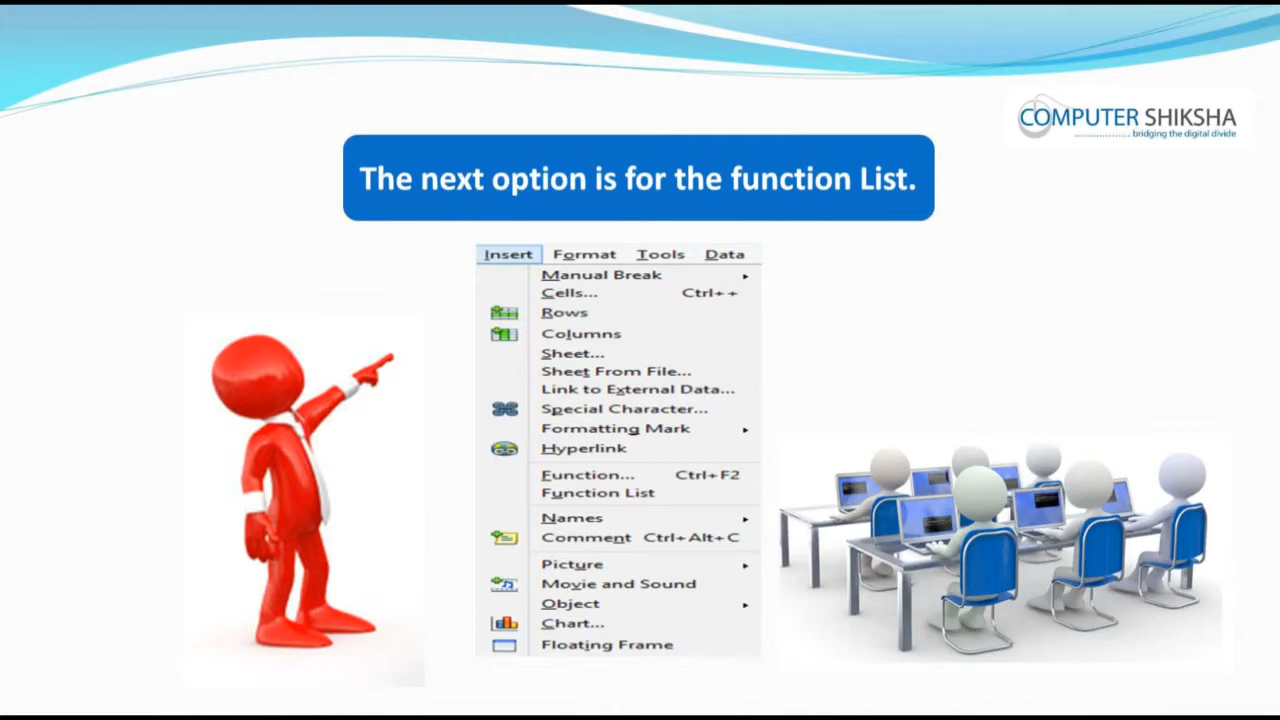 COMPUTER SHIKSHA
bridging the digital divide
The next option is for the function List.
Insert Format Tools Data
Manual Break
Cells... Ctrl++
Rows
Columns
Sheet...
Sheet From File...
Link to External Data...
Special Character...
Formatting Mark
Hyperlink
Function... Ctrl+F2
Function List
Names
Comment Ctrl+Alt+C
Picture
Movie and Sound
Object
Chart...
Floating Frame